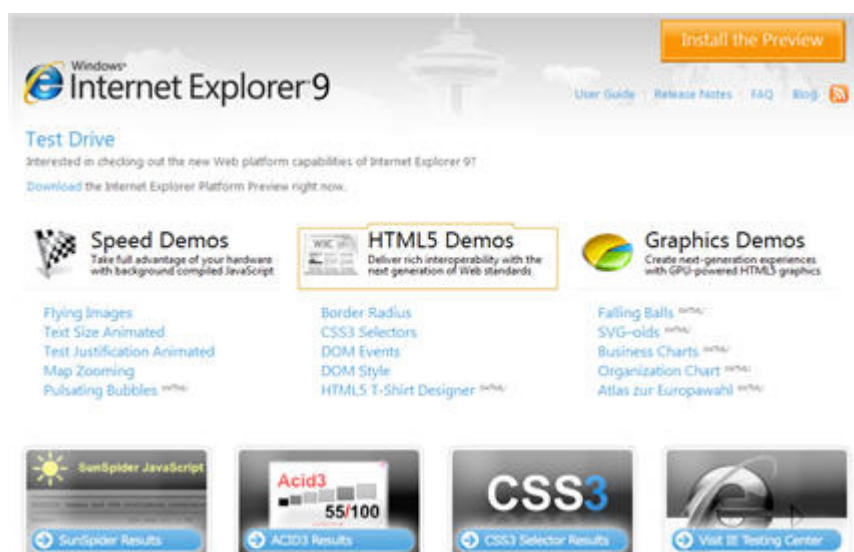 Install the Preview
Windows
Internet Explorer 9
User Guide Release Notes FAQ Blog
Test Drive
Interested in checking out the new Web platform capabilities of Internet Explorer 9?
Download the Internet Explorer Platform Preview right now.
Speed Demos
Take full advantage of your hardware
with background compiled JavaScript
Flying Images
Text Size Animated
Test Justification Animated
Map Zooming
Pulsating Bubbles
W3C
HTML5 Demos
Deliver rich interoperability with the
next generation of Web standards
Border Radius
CSS3 Selectors
DOM Events
DOM Style
HTML5 T-Shirt Designer
Graphics Demos
Create next-generation experiences
with GPU-powered HTML5 graphics
Falling Balls
SVG-oids
Business Charts
Organization Chart
Atlas zur Europawahl
SunSpider JavaScript
SunSpider Results
Acid3
55/100
ACID3 Results
CSS3
CSS3 Selector Results
Visit IE Testing Center